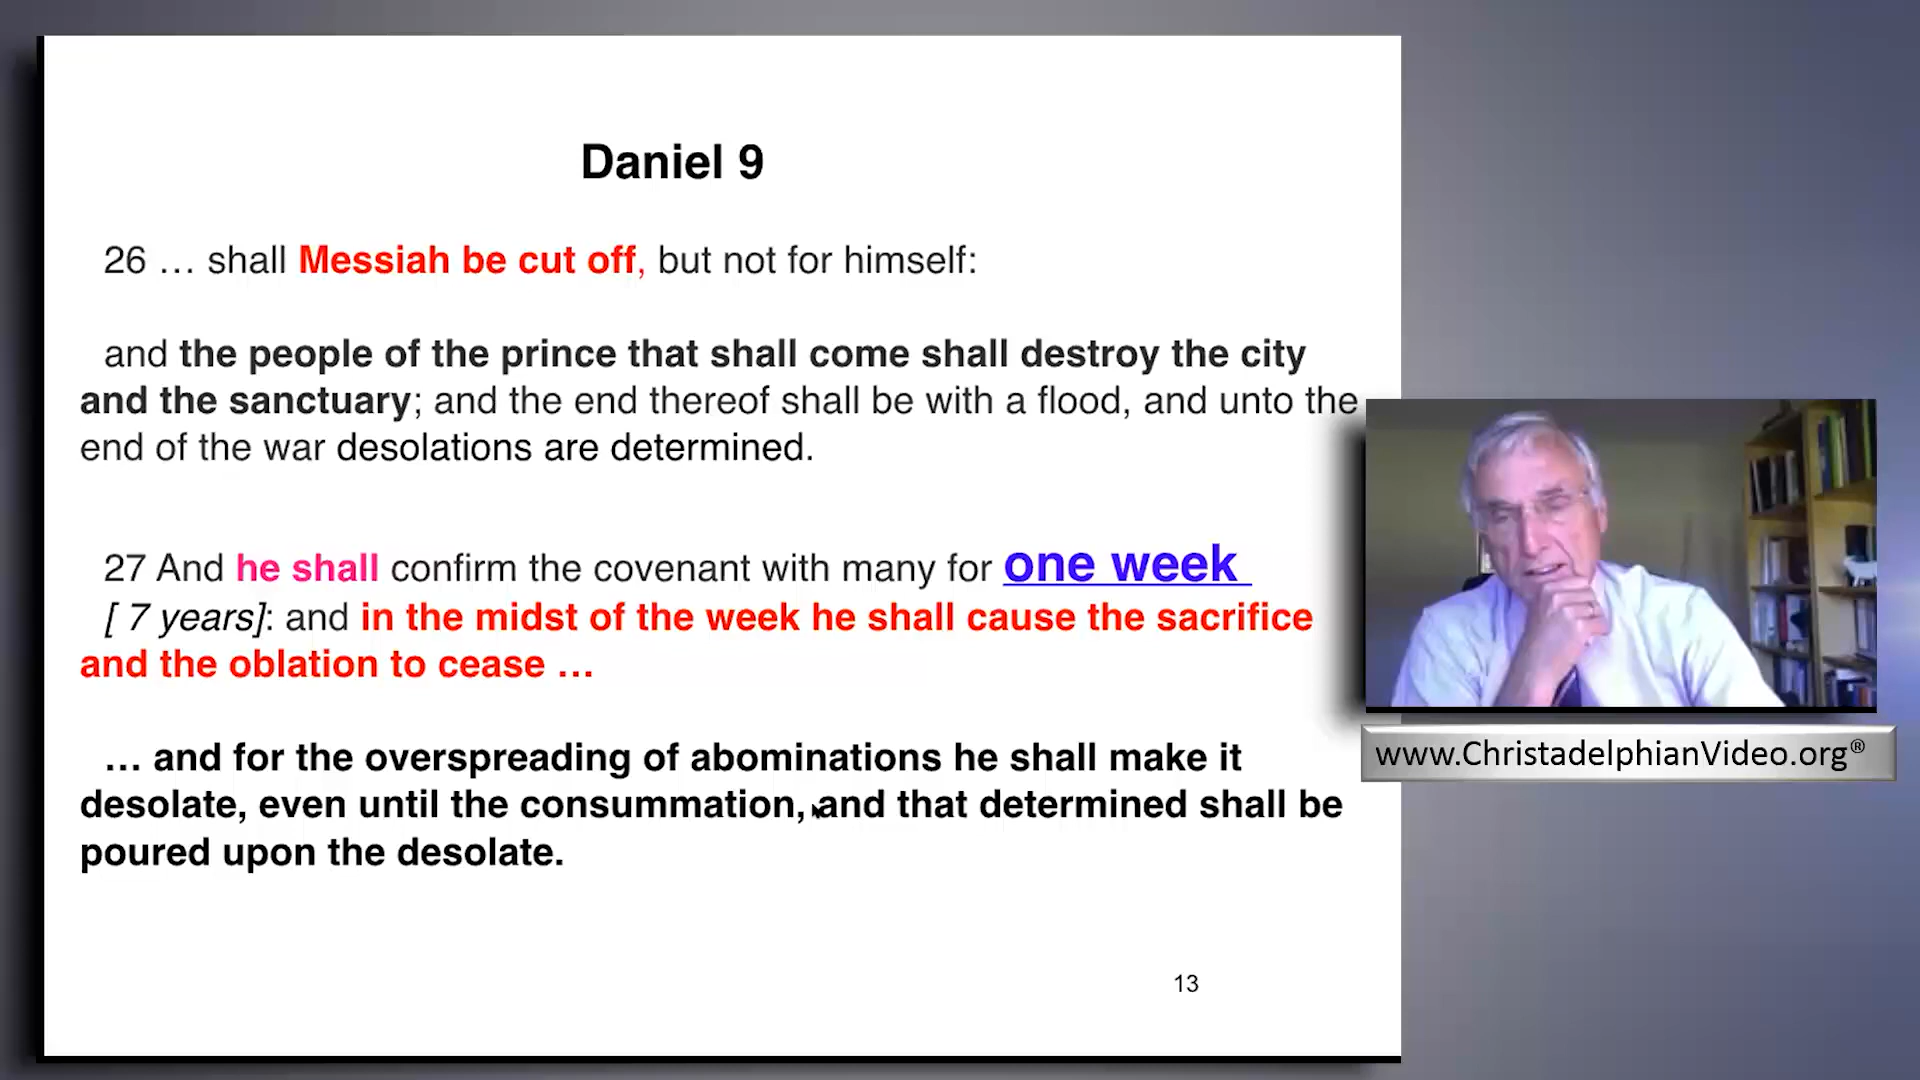 Daniel 9
26 … shall Messiah be cut off, but not for himself:
and the people of the prince that shall come shall destroy the city
and the sanctuary; and the end thereof shall be with a flood, and unto the
end of the war desolations are determined.
27 And he shall confirm the covenant with many for one week
[ 7 years]: and in the midst of the week he shall cause the sacrifice
and the oblation to cease …
… and for the overspreading of abominations he shall make it
desolate, even until the consummation, and that determined shall be
poured upon the desolate.
13
www.ChristadelphianVideo.org®